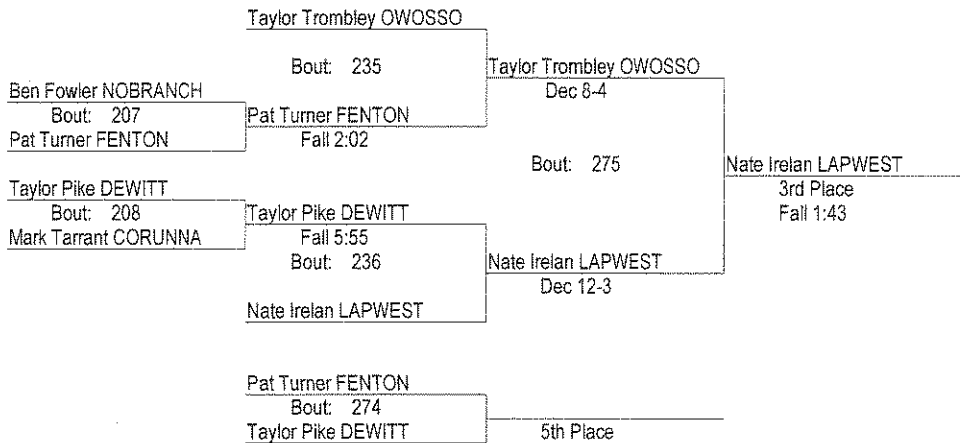 Taylor Trombley OWOSSO
Bout: 235
Taylor Trombley OWOSSO
Ben Fowler NOBRANCH
Dec 8-4
Bout: 207
Pat Turner FENTON
Pat Turner FENTON
Fall 2:02
Bout: 275
Nate Irelan LAPWEST
Taylor Pike DEWITT
3rd Place
Bout: 208
Taylor Pike DEWITT
Fall 1:43
Mark Tarrant CORUNNA
Fall 5:55
Bout: 236
Nate Irelan LAPWEST
Dec 12-3
Nate Irelan LAPWEST
Pat Turner FENTON
Bout: 274
Taylor Pike DEWITT
5th Place